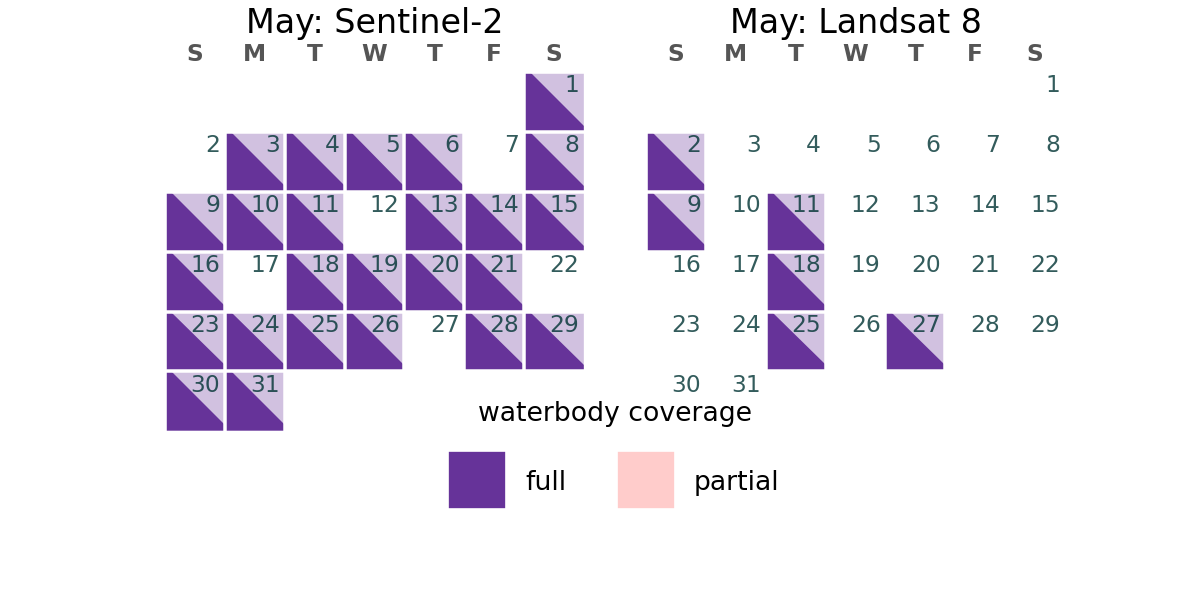 May: Sentinel-2
S M T W T F S
1
2 3 4 5 6 7 8
9 10 11 12 13 14 15
16 17 18 19 20 21 22
23 24 25 26 27 28 29
30 31
May: Landsat 8
S M T W T F S
1
2 3 4 5 6 7 8
9 10 11 12 13 14 15
16 17 18 19 20 21 22
23 24 25 26 27 28 29
30 31
waterbody coverage
full partial